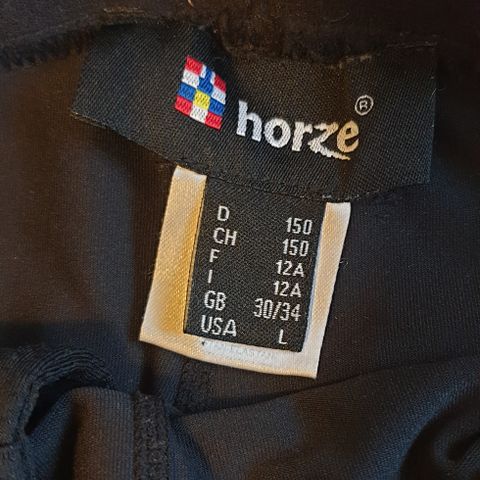 horze®
D 150
CH 150
F 12A
I 12A
GB 30/34
USA L